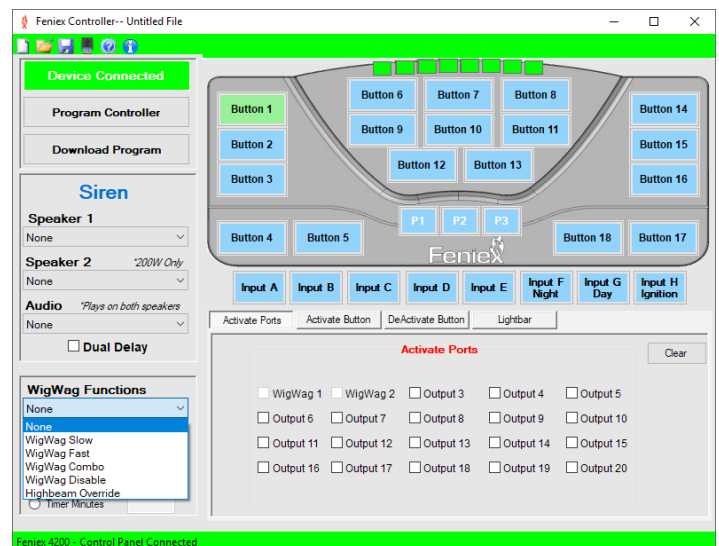 Feniex Controller-- Untitled File
Device Connected
Program Controller
Download Program
Siren
Speaker 1
None
Speaker 2 *200W Only
None
Audio *Plays on both speakers
None
Dual Delay
WigWag Functions
None
None
WigWag Slow
WigWag Fast
WigWag Combo
WigWag Disable
Highbeam Override
Timer Minutes
Button 6 Button 7 Button 8
Button 1 Button 14
Button 9 Button 10 Button 11
Button 2 Button 15
Button 12 Button 13
Button 3 Button 16
P1 P2 P3
Button 4 Button 5 Button 18 Button 17
Feniex
Input A Input B Input C Input D Input E Input F Night Input G Day Input H Ignition
Activate Ports Activate Button DeActivate Button Lightbar
Activate Ports Clear
WigWag 1 WigWag 2 Output 3 Output 4 Output 5
Output 6 Output 7 Output 8 Output 9 Output 10
Output 11 Output 12 Output 13 Output 14 Output 15
Output 16 Output 17 Output 18 Output 19 Output 20
Feniex 4200 - Control Panel Connected